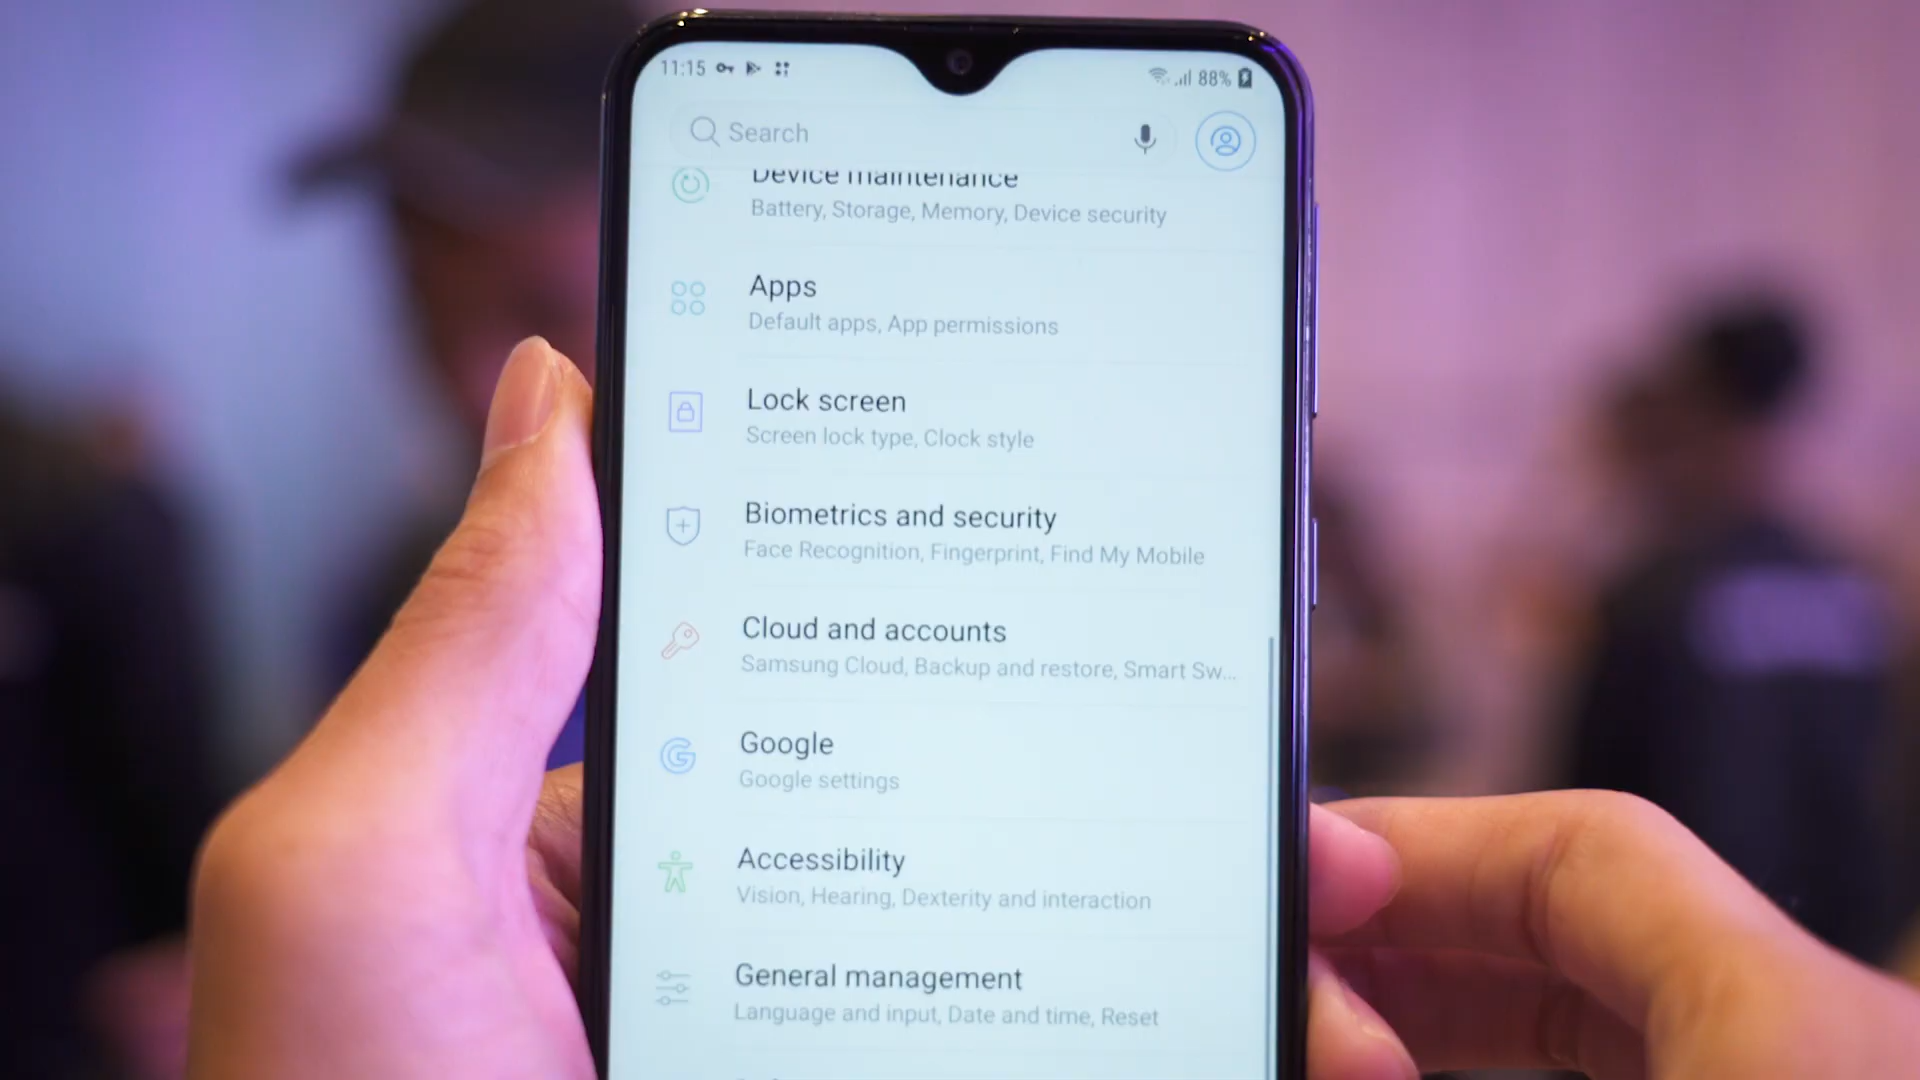 11:15
88%
Search
Device maintenance
Battery, Storage, Memory, Device security
Apps
Default apps, App permissions
Lock screen
Screen lock type, Clock style
Biometrics and security
Face Recognition, Fingerprint, Find My Mobile
Cloud and accounts
Samsung Cloud, Backup and restore, Smart Sw...
Google
Google settings
Accessibility
Vision, Hearing, Dexterity and interaction
General management
Language and input, Date and time, Reset